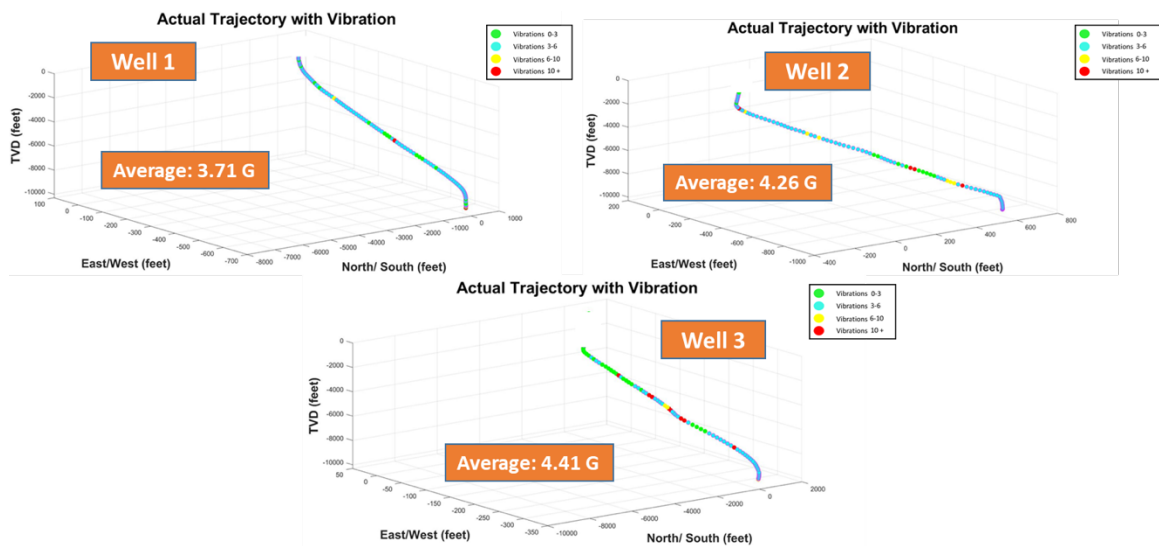 Actual Trajectory with Vibration
Well 1
Vibrations 0-3
Vibrations 3-6
Vibrations 6-10
Vibrations 10 +
Average: 3.71 G
TVD (feet)
0
-2000
-4000
-6000
-8000
-10000
100
0
-100
-200
-300
-400
-500
-600
-700
East/West (feet)
-8000
-7000
-6000
-5000
-4000
-3000
-2000
-1000
0
1000
North/ South (feet)
Actual Trajectory with Vibration
Well 2
Vibrations 0-3
Vibrations 3-6
Vibrations 6-10
Vibrations 10 +
Average: 4.26 G
TVD (feet)
0
-2000
-4000
-6000
-8000
-10000
200
0
-200
-400
-600
-800
-1000
East/West (feet)
-400
-200
0
200
400
600
800
North/ South (feet)
Actual Trajectory with Vibration
Well 3
Vibrations 0-3
Vibrations 3-6
Vibrations 6-10
Vibrations 10 +
Average: 4.41 G
TVD (feet)
0
-2000
-4000
-6000
-8000
-10000
50
0
-50
-100
-150
-200
-250
-300
-350
East/West (feet)
-10000
-8000
-6000
-4000
-2000
0
2000
North/ South (feet)